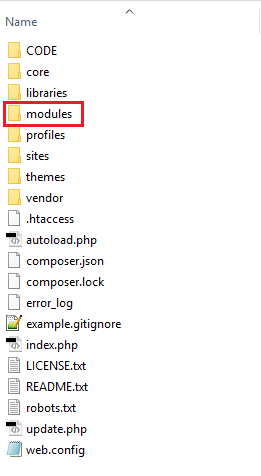 Name
CODE
core
libraries
modules
profiles
sites
themes
vendor
.htaccess
autoload.php
composer.json
composer.lock
error_log
example.gitignore
index.php
LICENSE.txt
README.txt
robots.txt
update.php
web.config